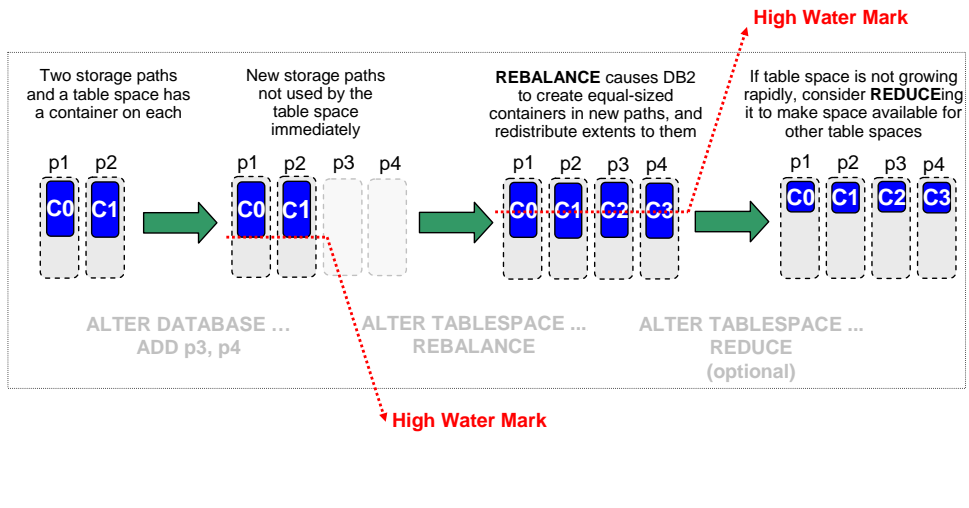 High Water Mark
Two storage paths
and a table space has
a container on each
New storage paths
not used by the
table space
immediately
REBALANCE causes DB2
to create equal-sized
containers in new paths, and
redistribute extents to them
If table space is not growing
rapidly, consider REDUCEing
it to make space available for
other table spaces
p1 p2
p1 p2 p3 p4
p1 p2 p3 p4
p1 p2 p3 p4
C0 C1
C0 C1
C0 C1 C2 C3
C0 C1 C2 C3
ALTER DATABASE …
ADD p3, p4
ALTER TABLESPACE ...
REBALANCE
ALTER TABLESPACE ...
REDUCE
(optional)
High Water Mark